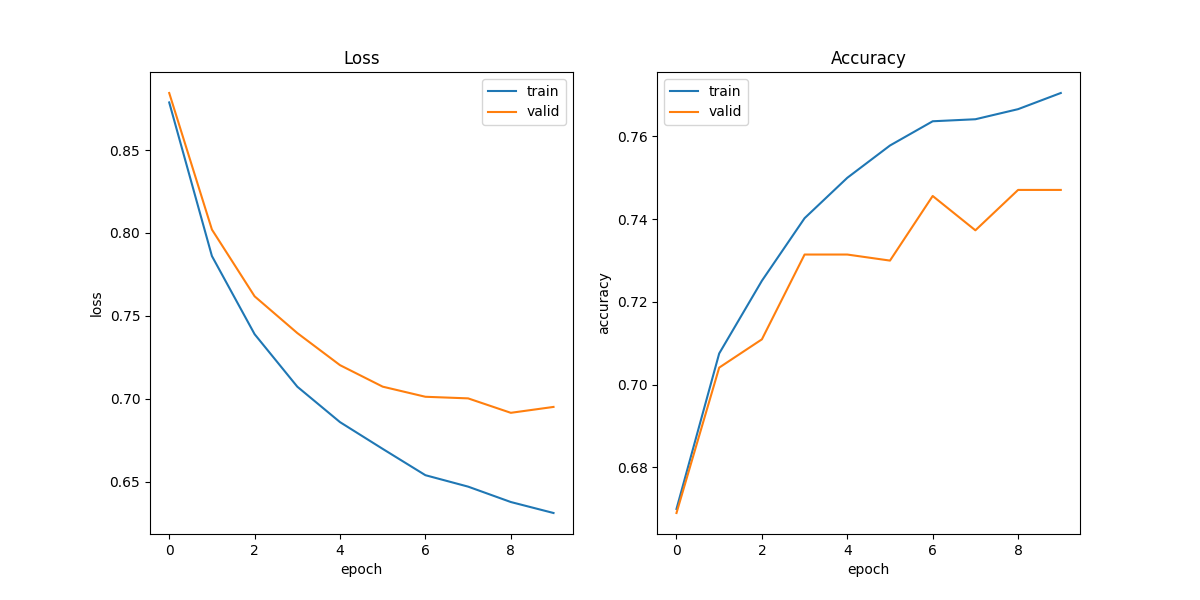 Loss
train
valid
0.85
0.80
0.75
0.70
0.65
loss
0 2 4 6 8
epoch
Accuracy
train
valid
0.76
0.74
0.72
0.70
0.68
accuracy
0 2 4 6 8
epoch